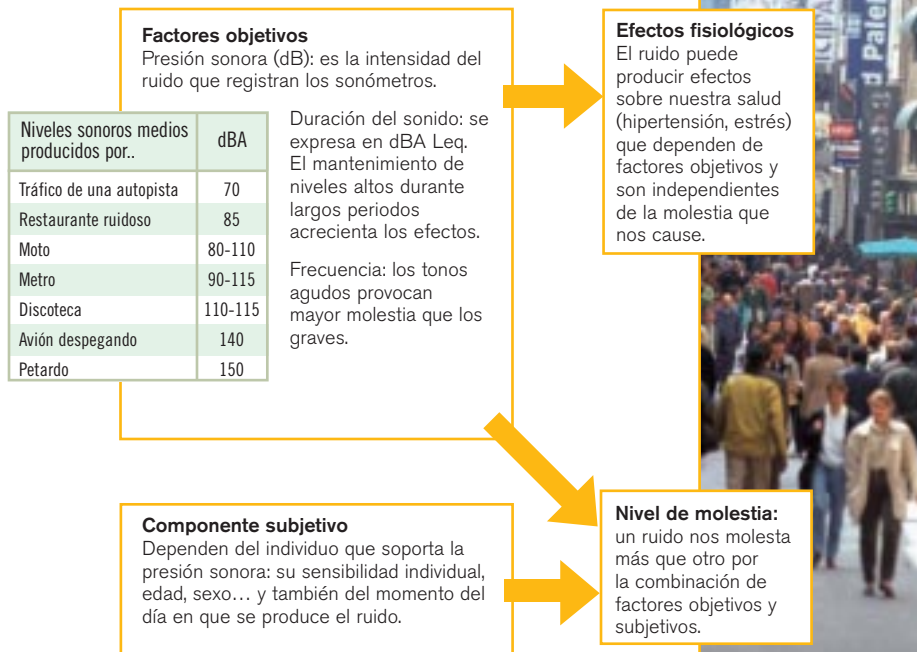 Factores objetivos
Presión sonora (dB): es la intensidad del
ruido que registran los sonómetros.
Niveles sonoros medios
producidos por..
dBA
Tráfico de una autopista 70
Restaurante ruidoso 85
Moto 80-110
Metro 90-115
Discoteca 110-115
Avión despegando 140
Petardo 150
Duración del sonido: se
expresa en dBA Leq.
El mantenimiento de
niveles altos durante
largos periodos
acrecienta los efectos.
Frecuencia: los tonos
agudos provocan
mayor molestia que los
graves.
Efectos fisiológicos
El ruido puede
producir efectos
sobre nuestra salud
(hipertensión, estrés)
que dependen de
factores objetivos y
son independientes
de la molestia que
nos cause.
Componente subjetivo
Dependen del individuo que soporta la
presión sonora: su sensibilidad individual,
edad, sexo… y también del momento del
día en que se produce el ruido.
Nivel de molestia:
un ruido nos molesta
más que otro por
la combinación de
factores objetivos y
subjetivos.